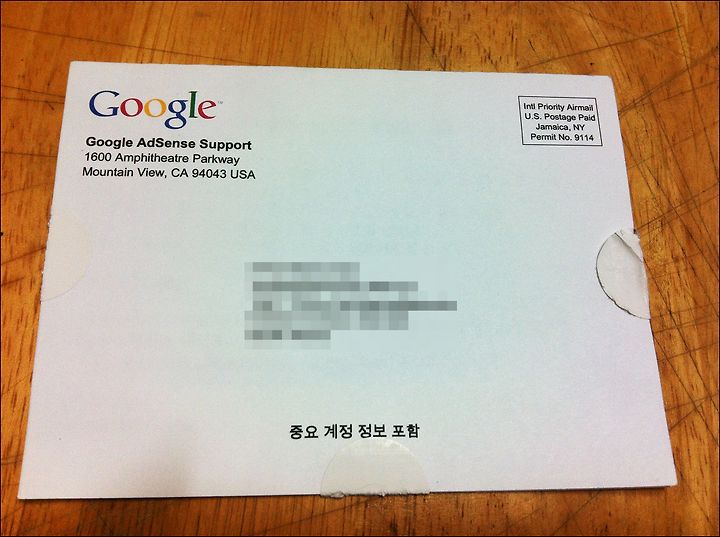 Google™
Google AdSense Support
1600 Amphitheatre Parkway
Mountain View, CA 94043 USA
Intl Priority Airmail
U.S. Postage Paid
Jamaica, NY
Permit No. 9114
중요 계정 정보 포함